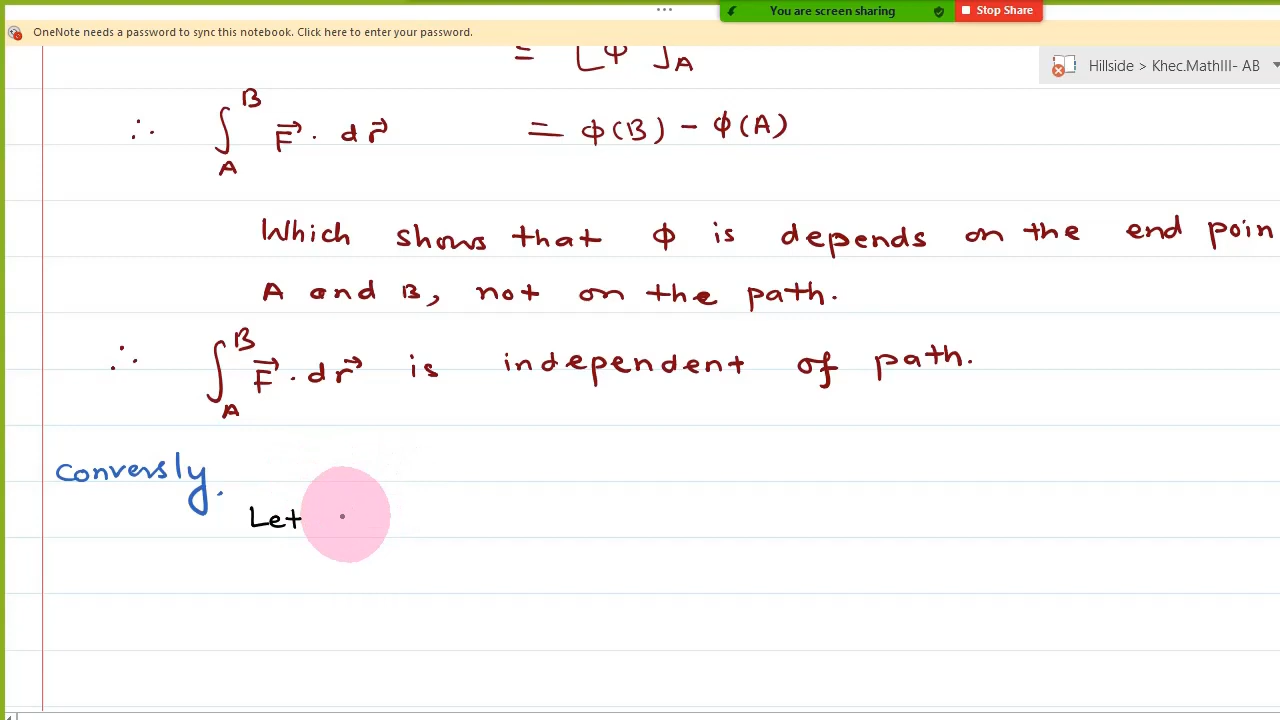 You are screen sharing Stop Share
OneNote needs a password to sync this notebook. Click here to enter your password.
Hillside > Khec.MathIII- AB
= [ φ ]A
∴ ∫_A^B F⃗ . dr⃗ = φ(B) - φ(A)
Which shows that φ is depends on the end poin
A and B, not on the path.
∴ ∫_A^B F⃗ . dr⃗ is independent of path.
Conversly.
Let